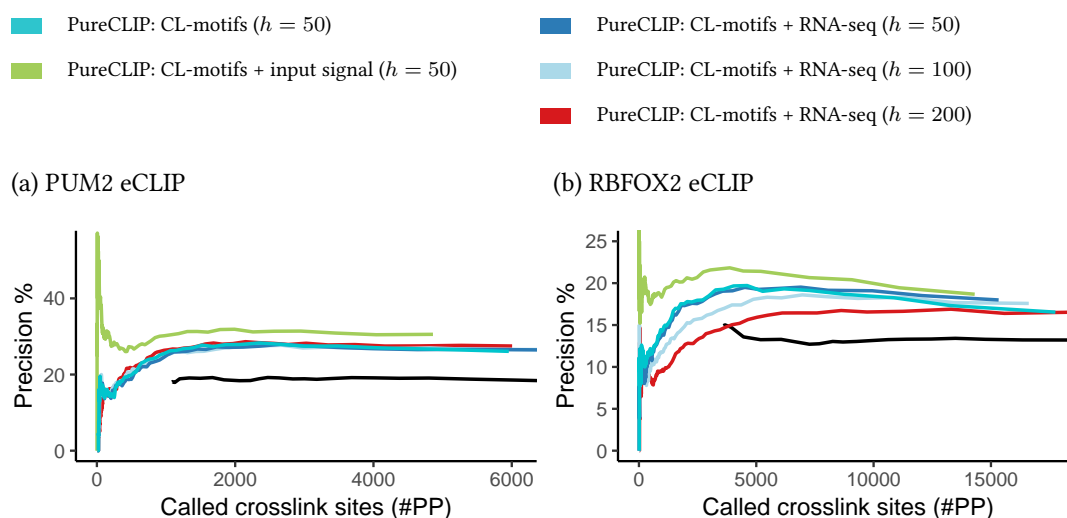 PureCLIP: CL-motifs (h = 50)
PureCLIP: CL-motifs + input signal (h = 50)
PureCLIP: CL-motifs + RNA-seq (h = 50)
PureCLIP: CL-motifs + RNA-seq (h = 100)
PureCLIP: CL-motifs + RNA-seq (h = 200)
(a) PUM2 eCLIP
Precision %
40
20
0
0 2000 4000 6000
Called crosslink sites (#PP)
(b) RBFOX2 eCLIP
Precision %
25
20
15
10
5
0
0 5000 10000 15000
Called crosslink sites (#PP)